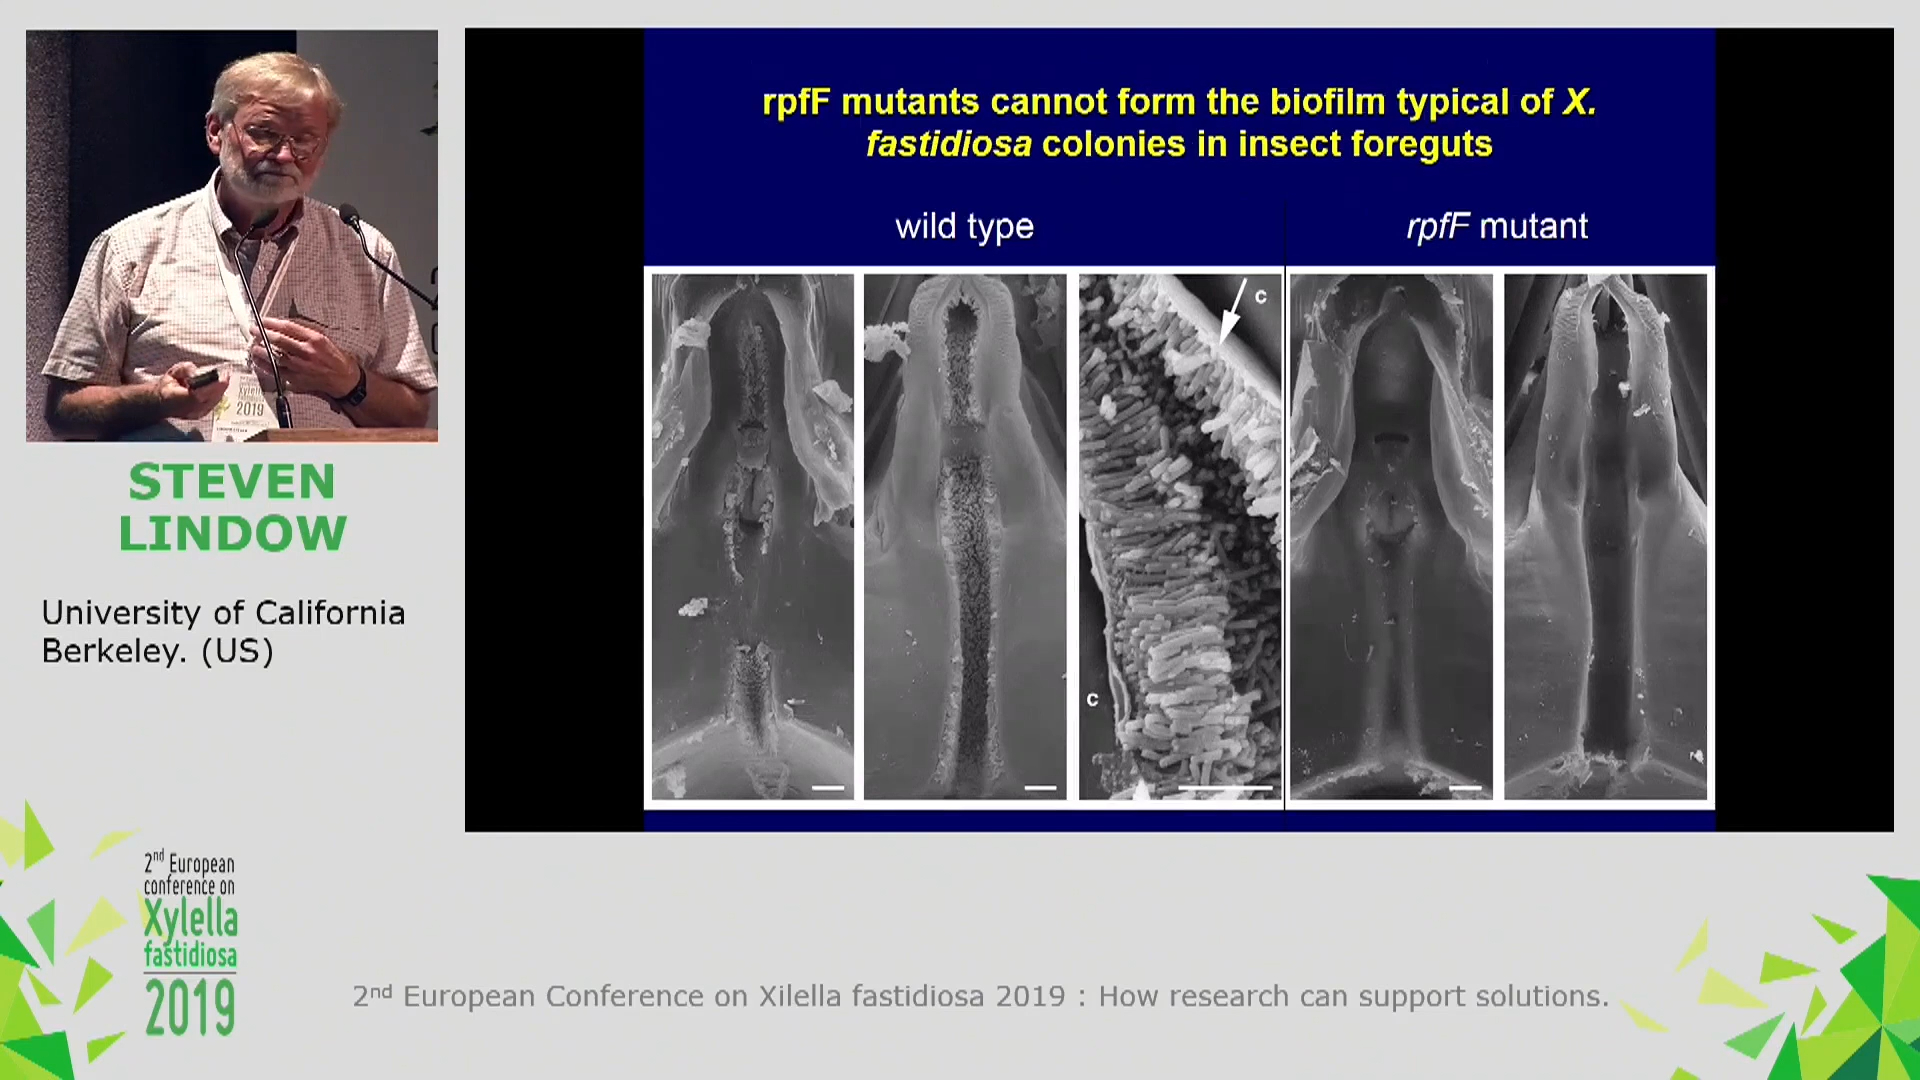 rpfF mutants cannot form the biofilm typical of X.
fastidiosa colonies in insect foreguts
wild type
rpfF mutant
c
c
Xylella
2019
STEVEN
LINDOW
University of California
Berkeley. (US)
2nd European
conference on
Xylella
fastidiosa
2019
2nd European Conference on Xilella fastidiosa 2019 : How research can support solutions.